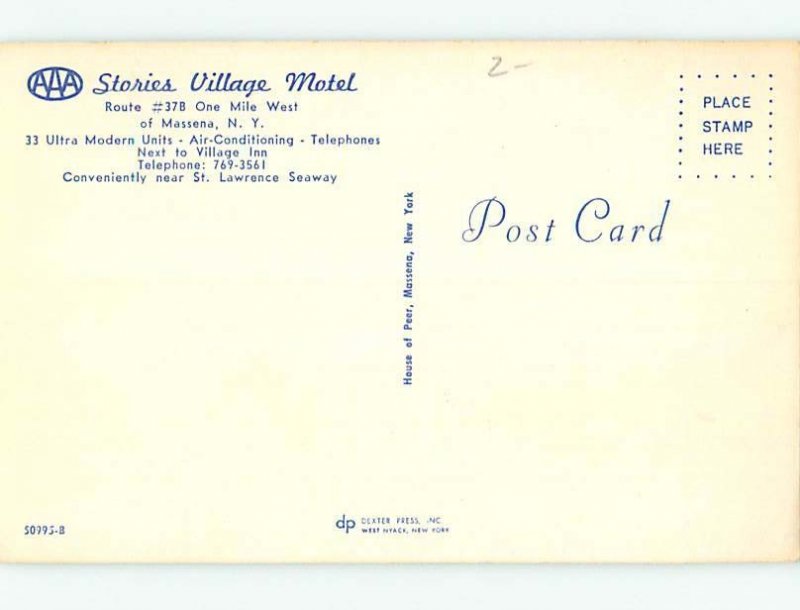 AAA Stories Village Motel
Route #37B One Mile West
of Massena, N. Y.
33 Ultra Modern Units - Air-Conditioning - Telephones
Next to Village Inn
Telephone: 769-3561
Conveniently near St. Lawrence Seaway
2-
PLACE
STAMP
HERE
Post Card
House of Peer, Massena, New York
50995-B
dp DEXTER PRESS, INC.
WEST NYACK, NEW YORK